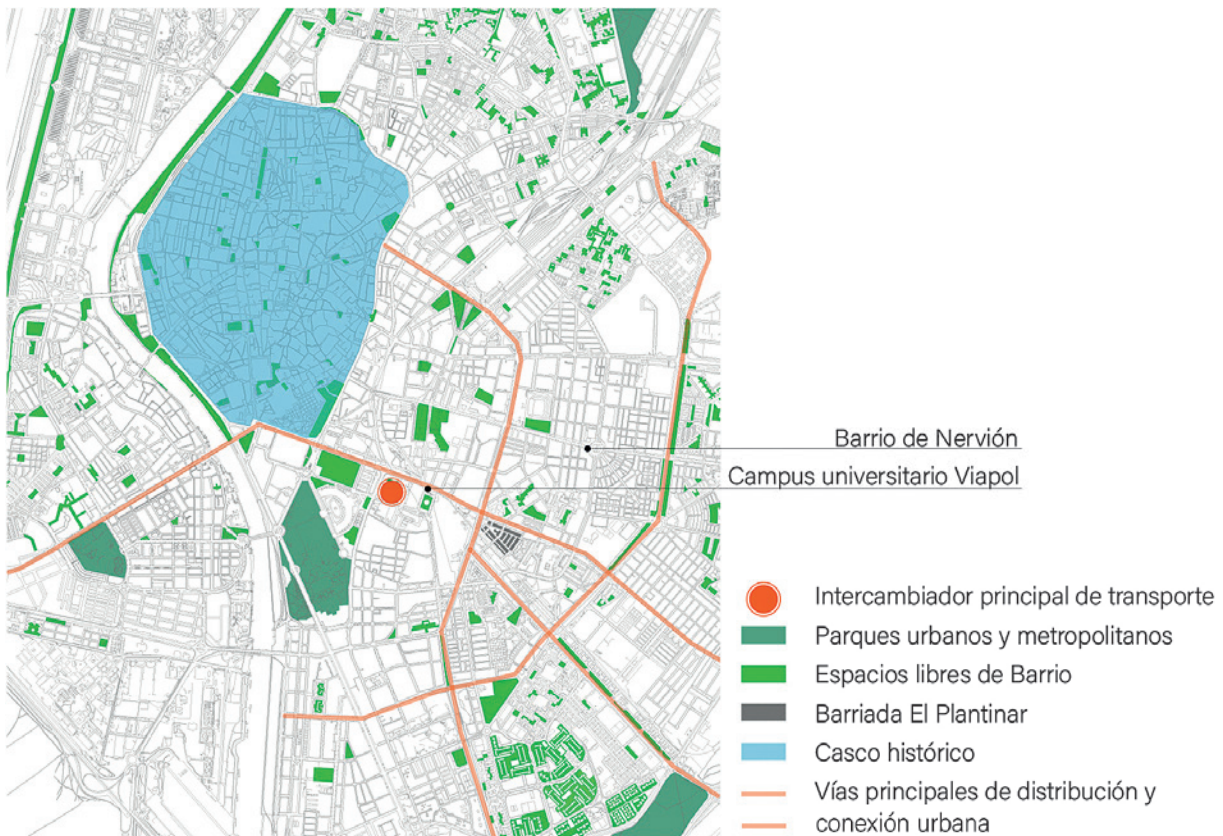 Barrio de Nervión
Campus universitario Viapol
Intercambiador principal de transporte
Parques urbanos y metropolitanos
Espacios libres de Barrio
Barriada El Plantinar
Casco histórico
Vías principales de distribución y
conexión urbana